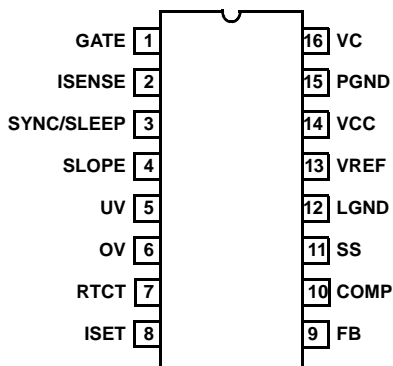 GATE 1 16 VC
ISENSE 2 15 PGND
SYNC/SLEEP 3 14 VCC
SLOPE 4 13 VREF
UV 5 12 LGND
OV 6 11 SS
RTCT 7 10 COMP
ISET 8 9 FB